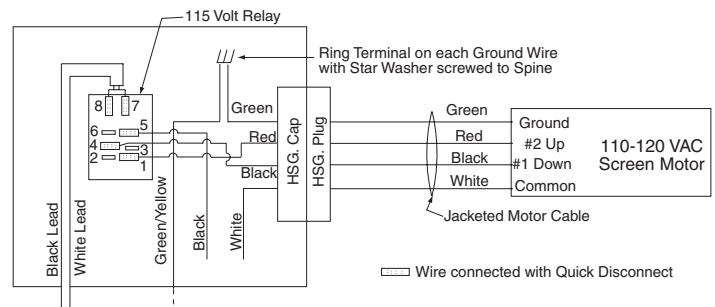 115 Volt Relay
Ring Terminal on each Ground Wire
with Star Washer screwed to Spine
8 7
6 5
4 3
2 1
Green
Red
Black
HSG. Cap
HSG. Plug
Green
Red
Black
White
Ground
#2 Up
#1 Down
Common
110-120 VAC
Screen Motor
Jacketed Motor Cable
Black Lead
White Lead
Green/Yellow
Black
White
Wire connected with Quick Disconnect